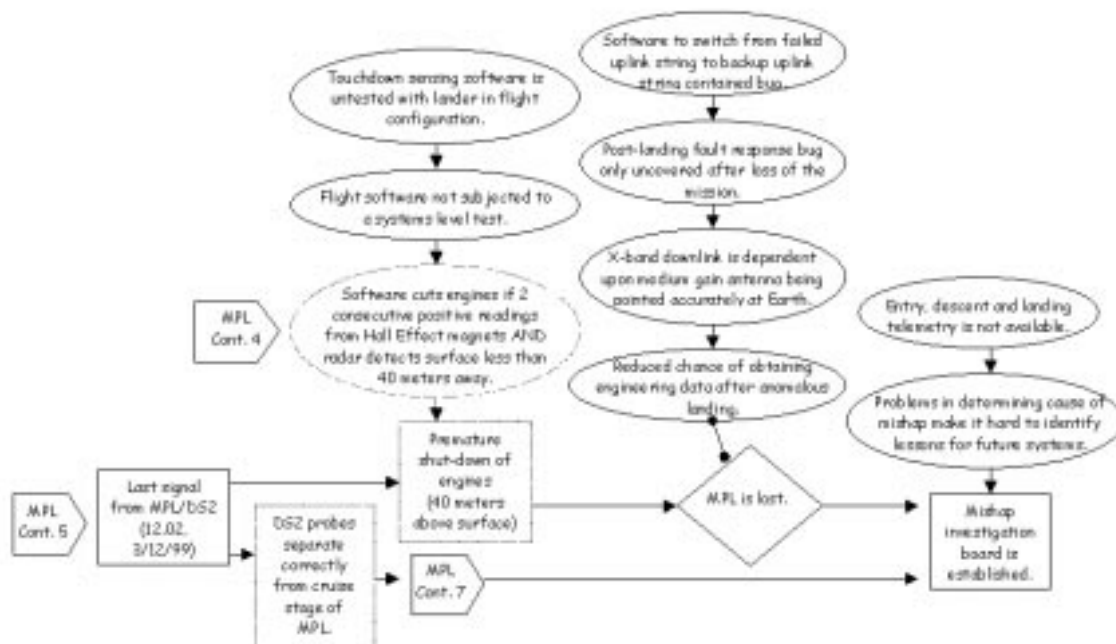 Software to switch from failed
uplink string to backup uplink
string contained bug.
Touchdown sensing software is
untested with lander in flight
configuration.
Post-landing fault response bug
only uncovered after loss of the
mission.
Flight software not subjected to
a systems level test.
X-band downlink is dependent
upon medium gain antenna being
pointed accurately at Earth.
MPL
Cont. 4
Software cuts engines if 2
consecutive positive readings
from Hall Effect magnets AND
radar detects surface less than
40 meters away.
Entry, descent and landing
telemetry is not available.
Reduced chance of obtaining
engineering data after anomalous
landing.
Problems in determining cause of
mishap make it hard to identify
lessons for future systems.
Premature
shut-down of
engines
(40 meters
above surface)
MPL
Cont. 5
Last signal
from MPL/DS2
(12.02,
3/12/99)
MPL is lost.
DS2 probes
separate
correctly
from cruise
stage of
MPL.
MPL
Cont. 7
Mishap
investigation
board is
established.